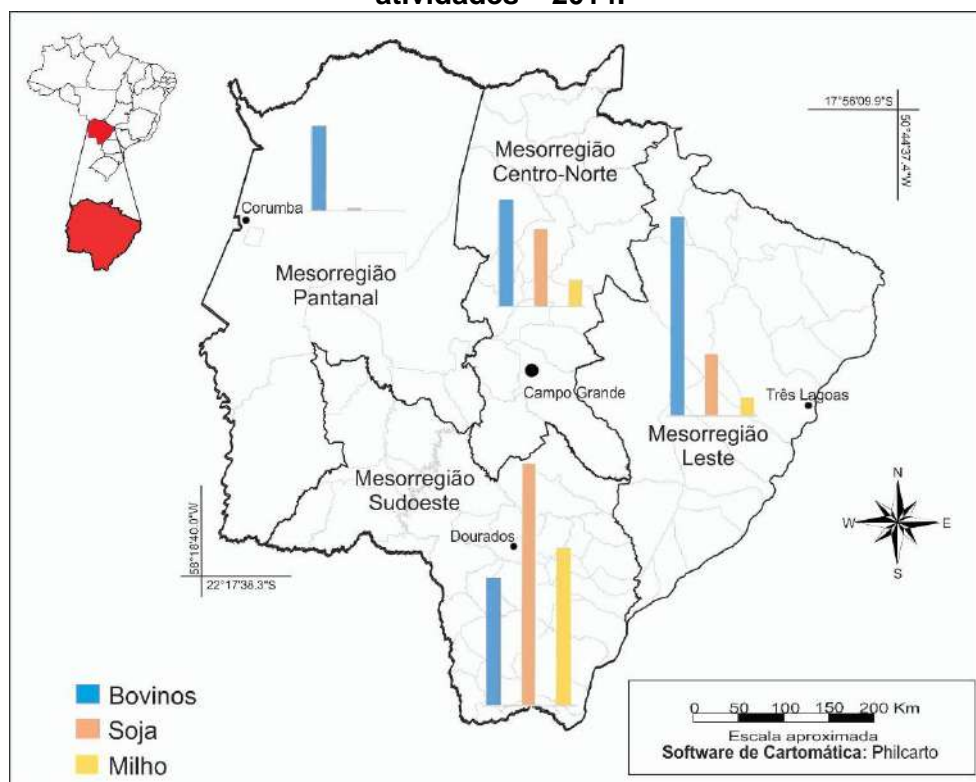 atividados – 2014.
17°56'09.9"S
50°44'37.4"W
Mesorregião
Centro-Norte
Corumba
Mesorregião
Pantanal
Campo Grande
Três Lagoas
Mesorregião
Leste
Mesorregião
Sudoeste
Dourados
N
W E
S
58°18'40.0"W
22°17'38.3"S
Bovinos
Soja
Milho
0 50 100 150 200 Km
Escala aproximada
Software de Cartomática: Philcarto